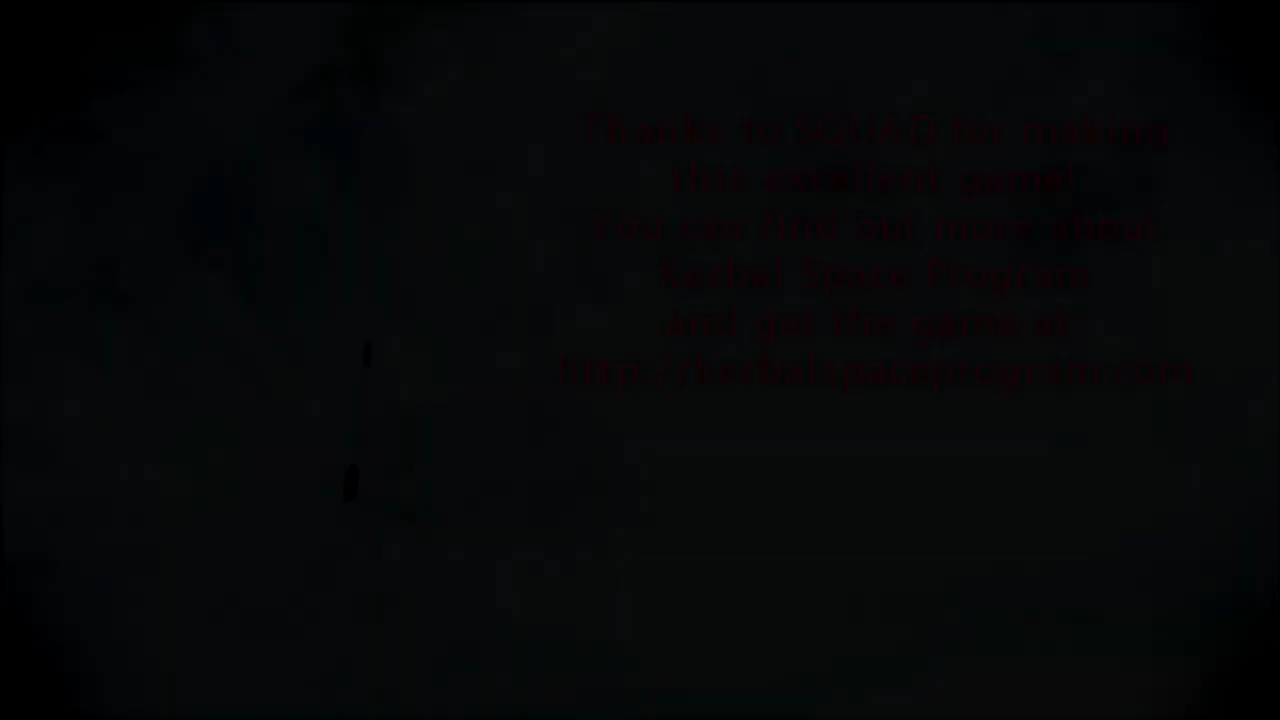 Thanks to SQUAD for making
this excellent game!
You can find out more about
Kerbal Space Program
and get the game at
http://kerbalspaceprogram.com